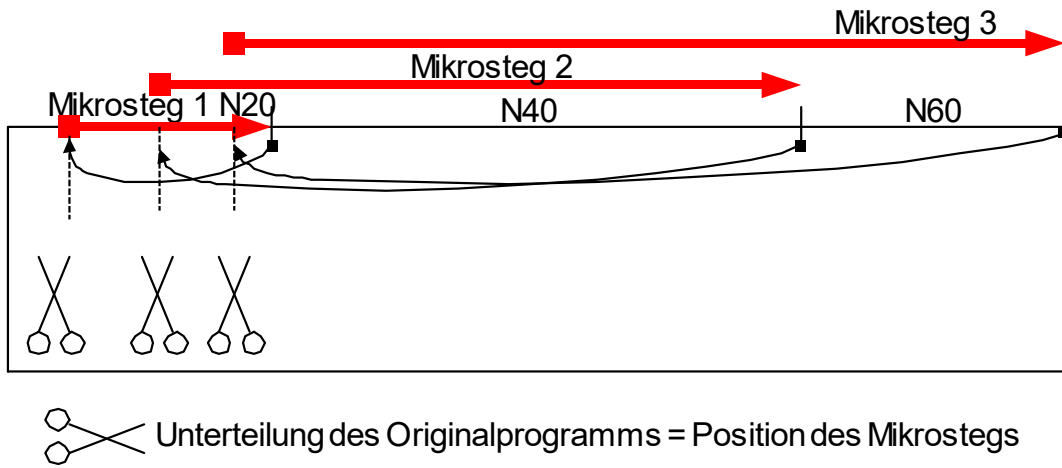 Mikrosteg 3
Mikrosteg 2
Mikrosteg 1 N20
N40
N60
Unterteilung des Originalprogramms = Position des Mikrostegs